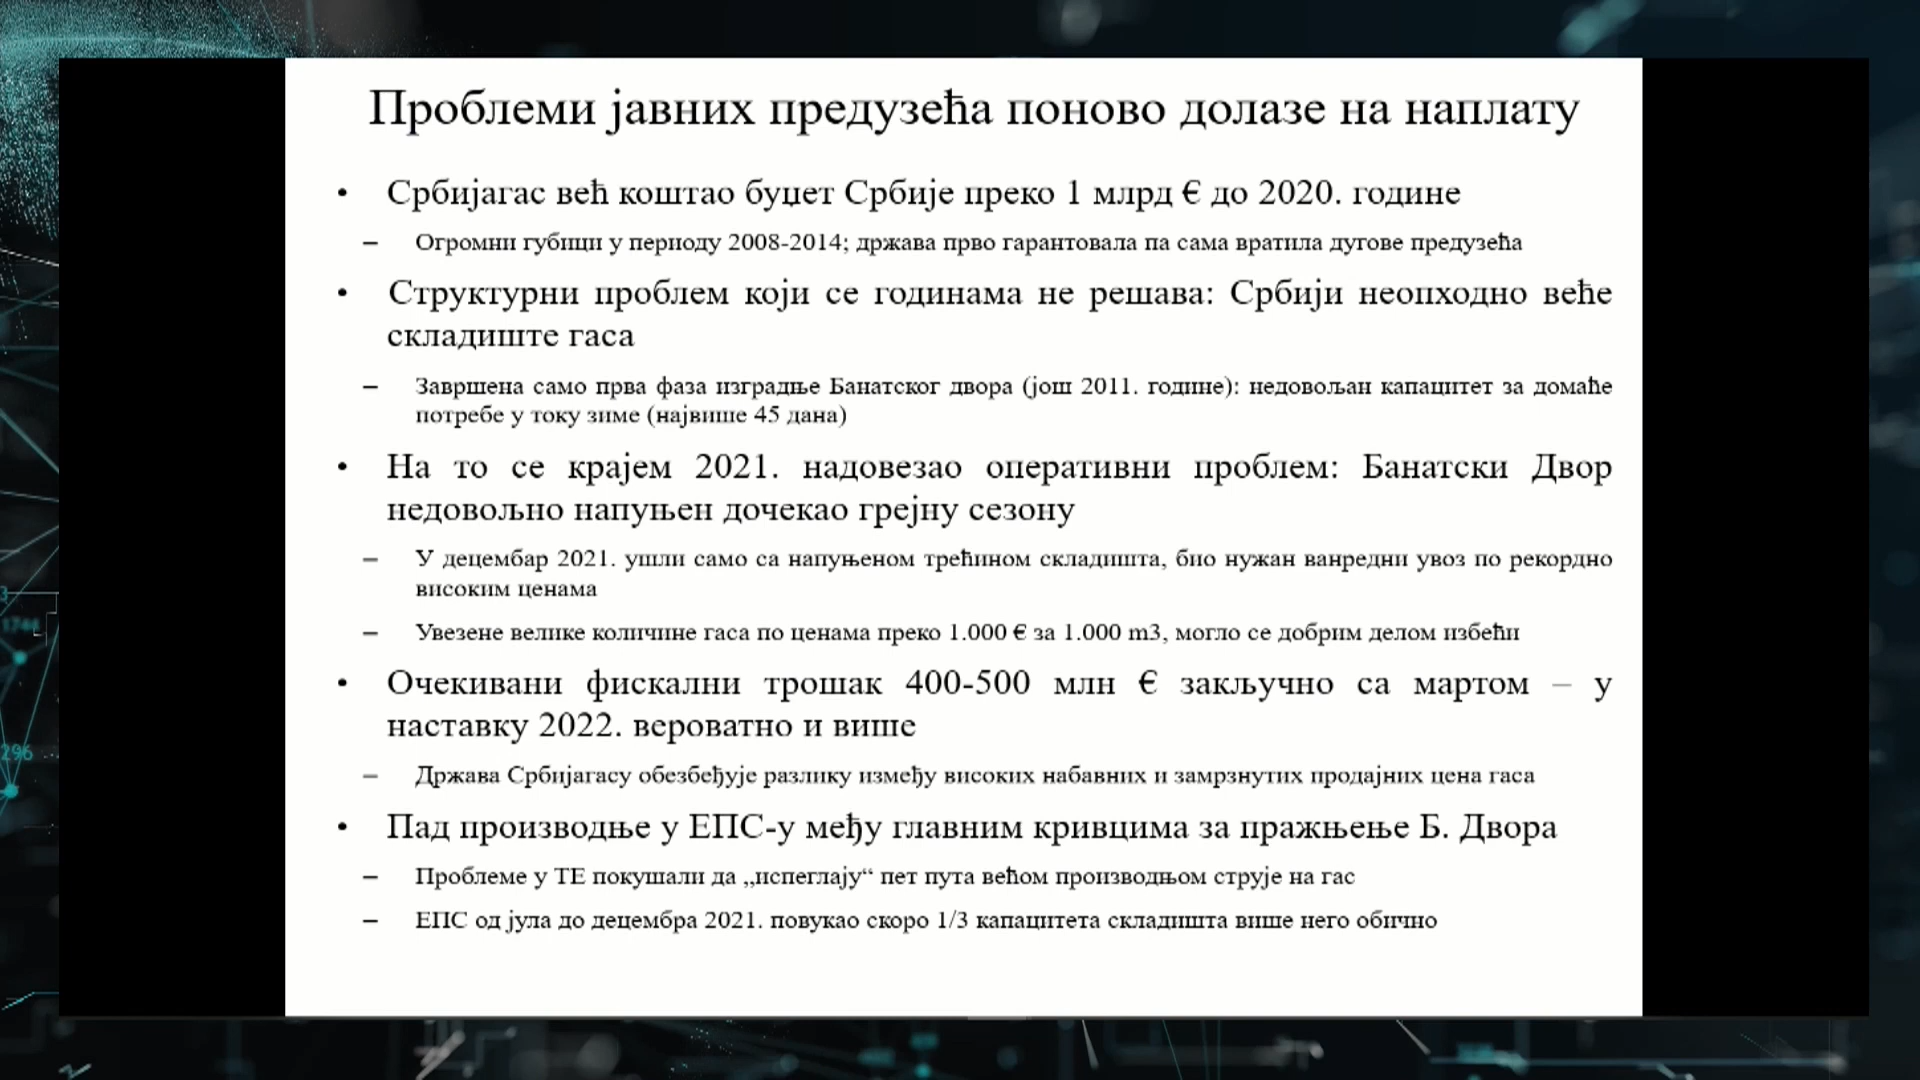 Проблеми јавних предузећа поново долазе на наплату
• Србијагас већ коштао буџет Србије преко 1 млрд € до 2020. године
– Огромни губици у периоду 2008-2014; држава прво гарантовала па сама вратила дугове предузећа
• Структурни проблем који се годинама не решава: Србији неопходно веће
складиште гаса
– Завршена само прва фаза изградње Банатског двора (још 2011. године): недовољан капацитет за домаће
потребе у току зиме (највише 45 дана)
• На то се крајем 2021. надовезао оперативни проблем: Банатски Двор
недовољно напуњен дочекао грејну сезону
– У децембар 2021. ушли само са напуњеном трећином складишта, био нужан ванредни увоз по рекордно
високим ценама
– Увезене велике количине гаса по ценама преко 1.000 € за 1.000 m3, могло се добрим делом избећи
• Очекивани фискални трошак 400-500 млн € закључно са мартом – у
наставку 2022. вероватно и више
– Држава Србијагасу обезбеђује разлику између високих набавних и замрзнутих продајних цена гаса
• Пад производње у ЕПС-у међу главним кривцима за пражњење Б. Двора
– Проблеме у ТЕ покушали да „испеглају“ пет пута већом производњом струје на гас
– ЕПС од јула до децембра 2021. повукао скоро 1/3 капацитета складишта више него обично
1744
296